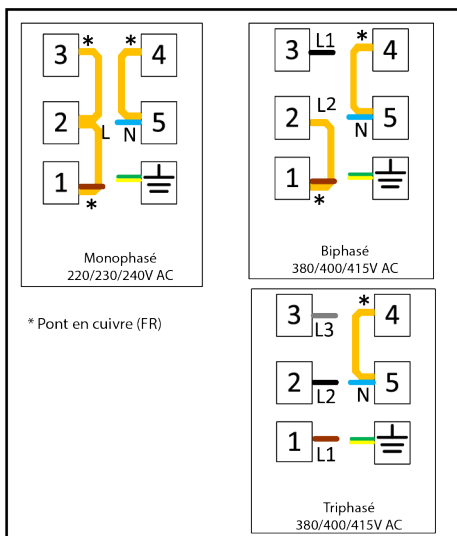 * *
3 4
2 L N 5
1
*
Monophasé
220/230/240V AC
L1 *
3 4
L2
2 N 5
1
*
Biphasé
380/400/415V AC
* Pont en cuivre (FR)
*
3 L3 4
2 L2 N 5
1 L1
Triphasé
380/400/415V AC